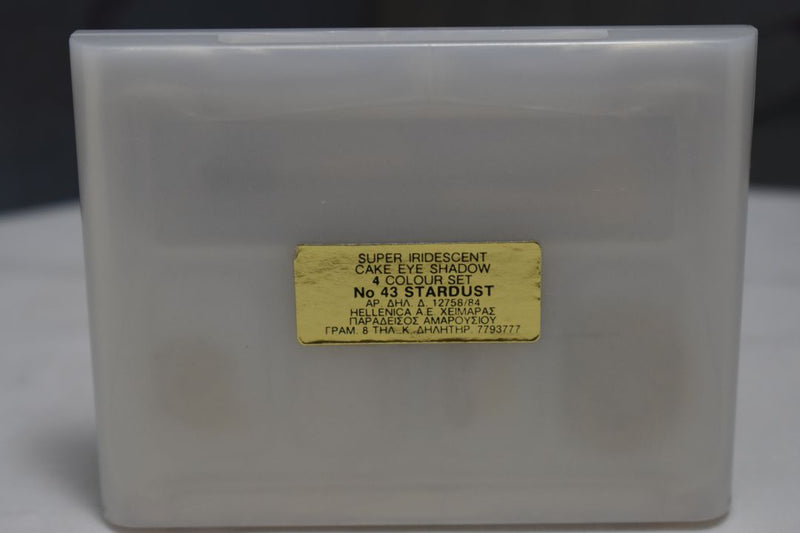 SUPER IRIDESCENT
CAKE EYE SHADOW
4 COLOUR SET
No 43 STARDUST
ΑΡ. ΔΗΛ. Δ. 12758/84
HELLENICA A.E. ΧΕΙΜΑΡΑΣ
ΠΑΡΑΔΕΙΣΟΣ ΑΜΑΡΟΥΣΙΟΥ
ΓΡΑΜ. 8 ΤΗΛ. Κ. ΔΗΛΗΤΗΡ. 7793777